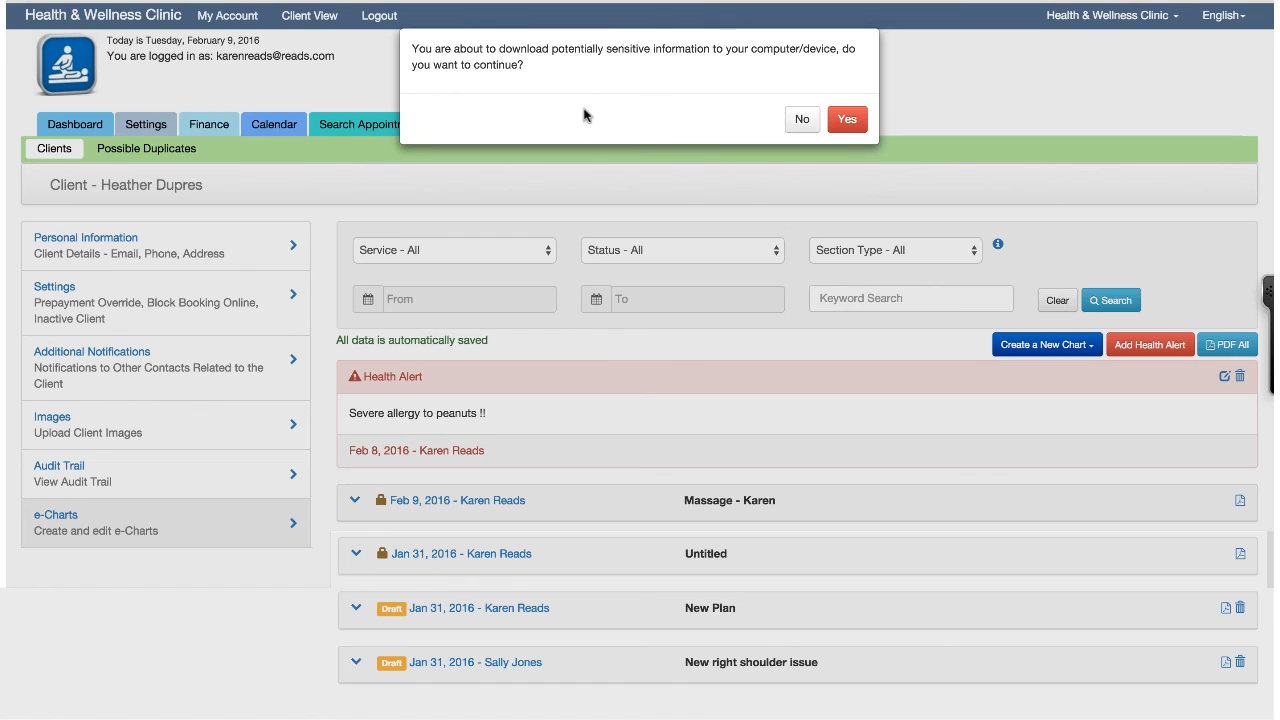 Health & Wellness Clinic My Account Client View Logout Health & Wellness Clinic English
Today is Tuesday, February 9, 2016
You are logged in as: karenreads@reads.com
You are about to download potentially sensitive information to your computer/device, do
you want to continue?
No Yes
Dashboard Settings Finance Calendar Search
Clients Possible Duplicates
Client - Heather Dupres
Personal Information
Client Details - Email, Phone, Address
Settings
Prepayment Override, Block Booking Online,
Inactive Client
Additional Notifications
Notifications to Other Contacts Related to the
Client
Images
Upload Client Images
Audit Trail
View Audit Trail
e-Charts
Create and edit e-Charts
Service - All Status - All Section Type - All
From To Keyword Search Clear Search
All data is automatically saved
Create a New Chart Add Health Alert PDF All
Health Alert
Severe allergy to peanuts !!
Feb 8, 2016 - Karen Reads
Feb 9, 2016 - Karen Reads Massage - Karen
Jan 31, 2016 - Karen Reads Untitled
Draft Jan 31, 2016 - Karen Reads New Plan
Draft Jan 31, 2016 - Sally Jones New right shoulder issue